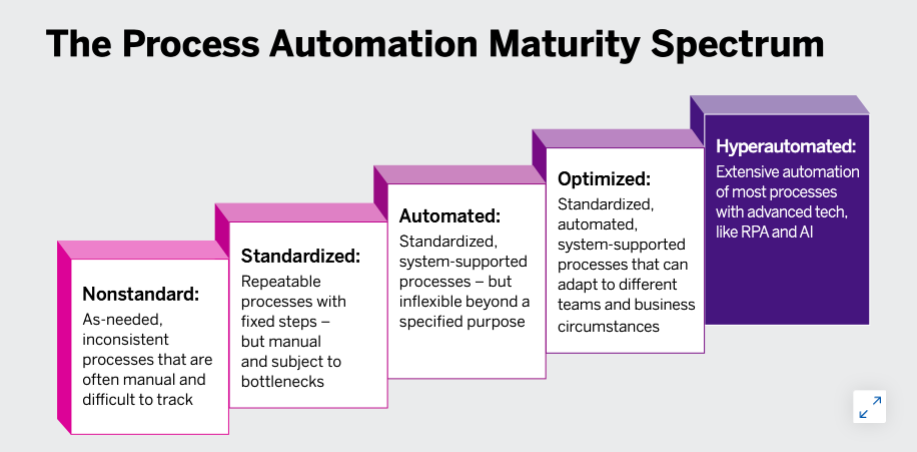 The Process Automation Maturity Spectrum
Nonstandard:
As-needed,
inconsistent
processes that are
often manual and
difficult to track
Standardized:
Repeatable
processes with
fixed steps –
but manual
and subject to
bottlenecks
Automated:
Standardized,
system-supported
processes – but
inflexible beyond a
specified purpose
Optimized:
Standardized,
automated,
system-supported
processes that can
adapt to different
teams and business
circumstances
Hyperautomated:
Extensive automation
of most processes
with advanced tech,
like RPA and AI